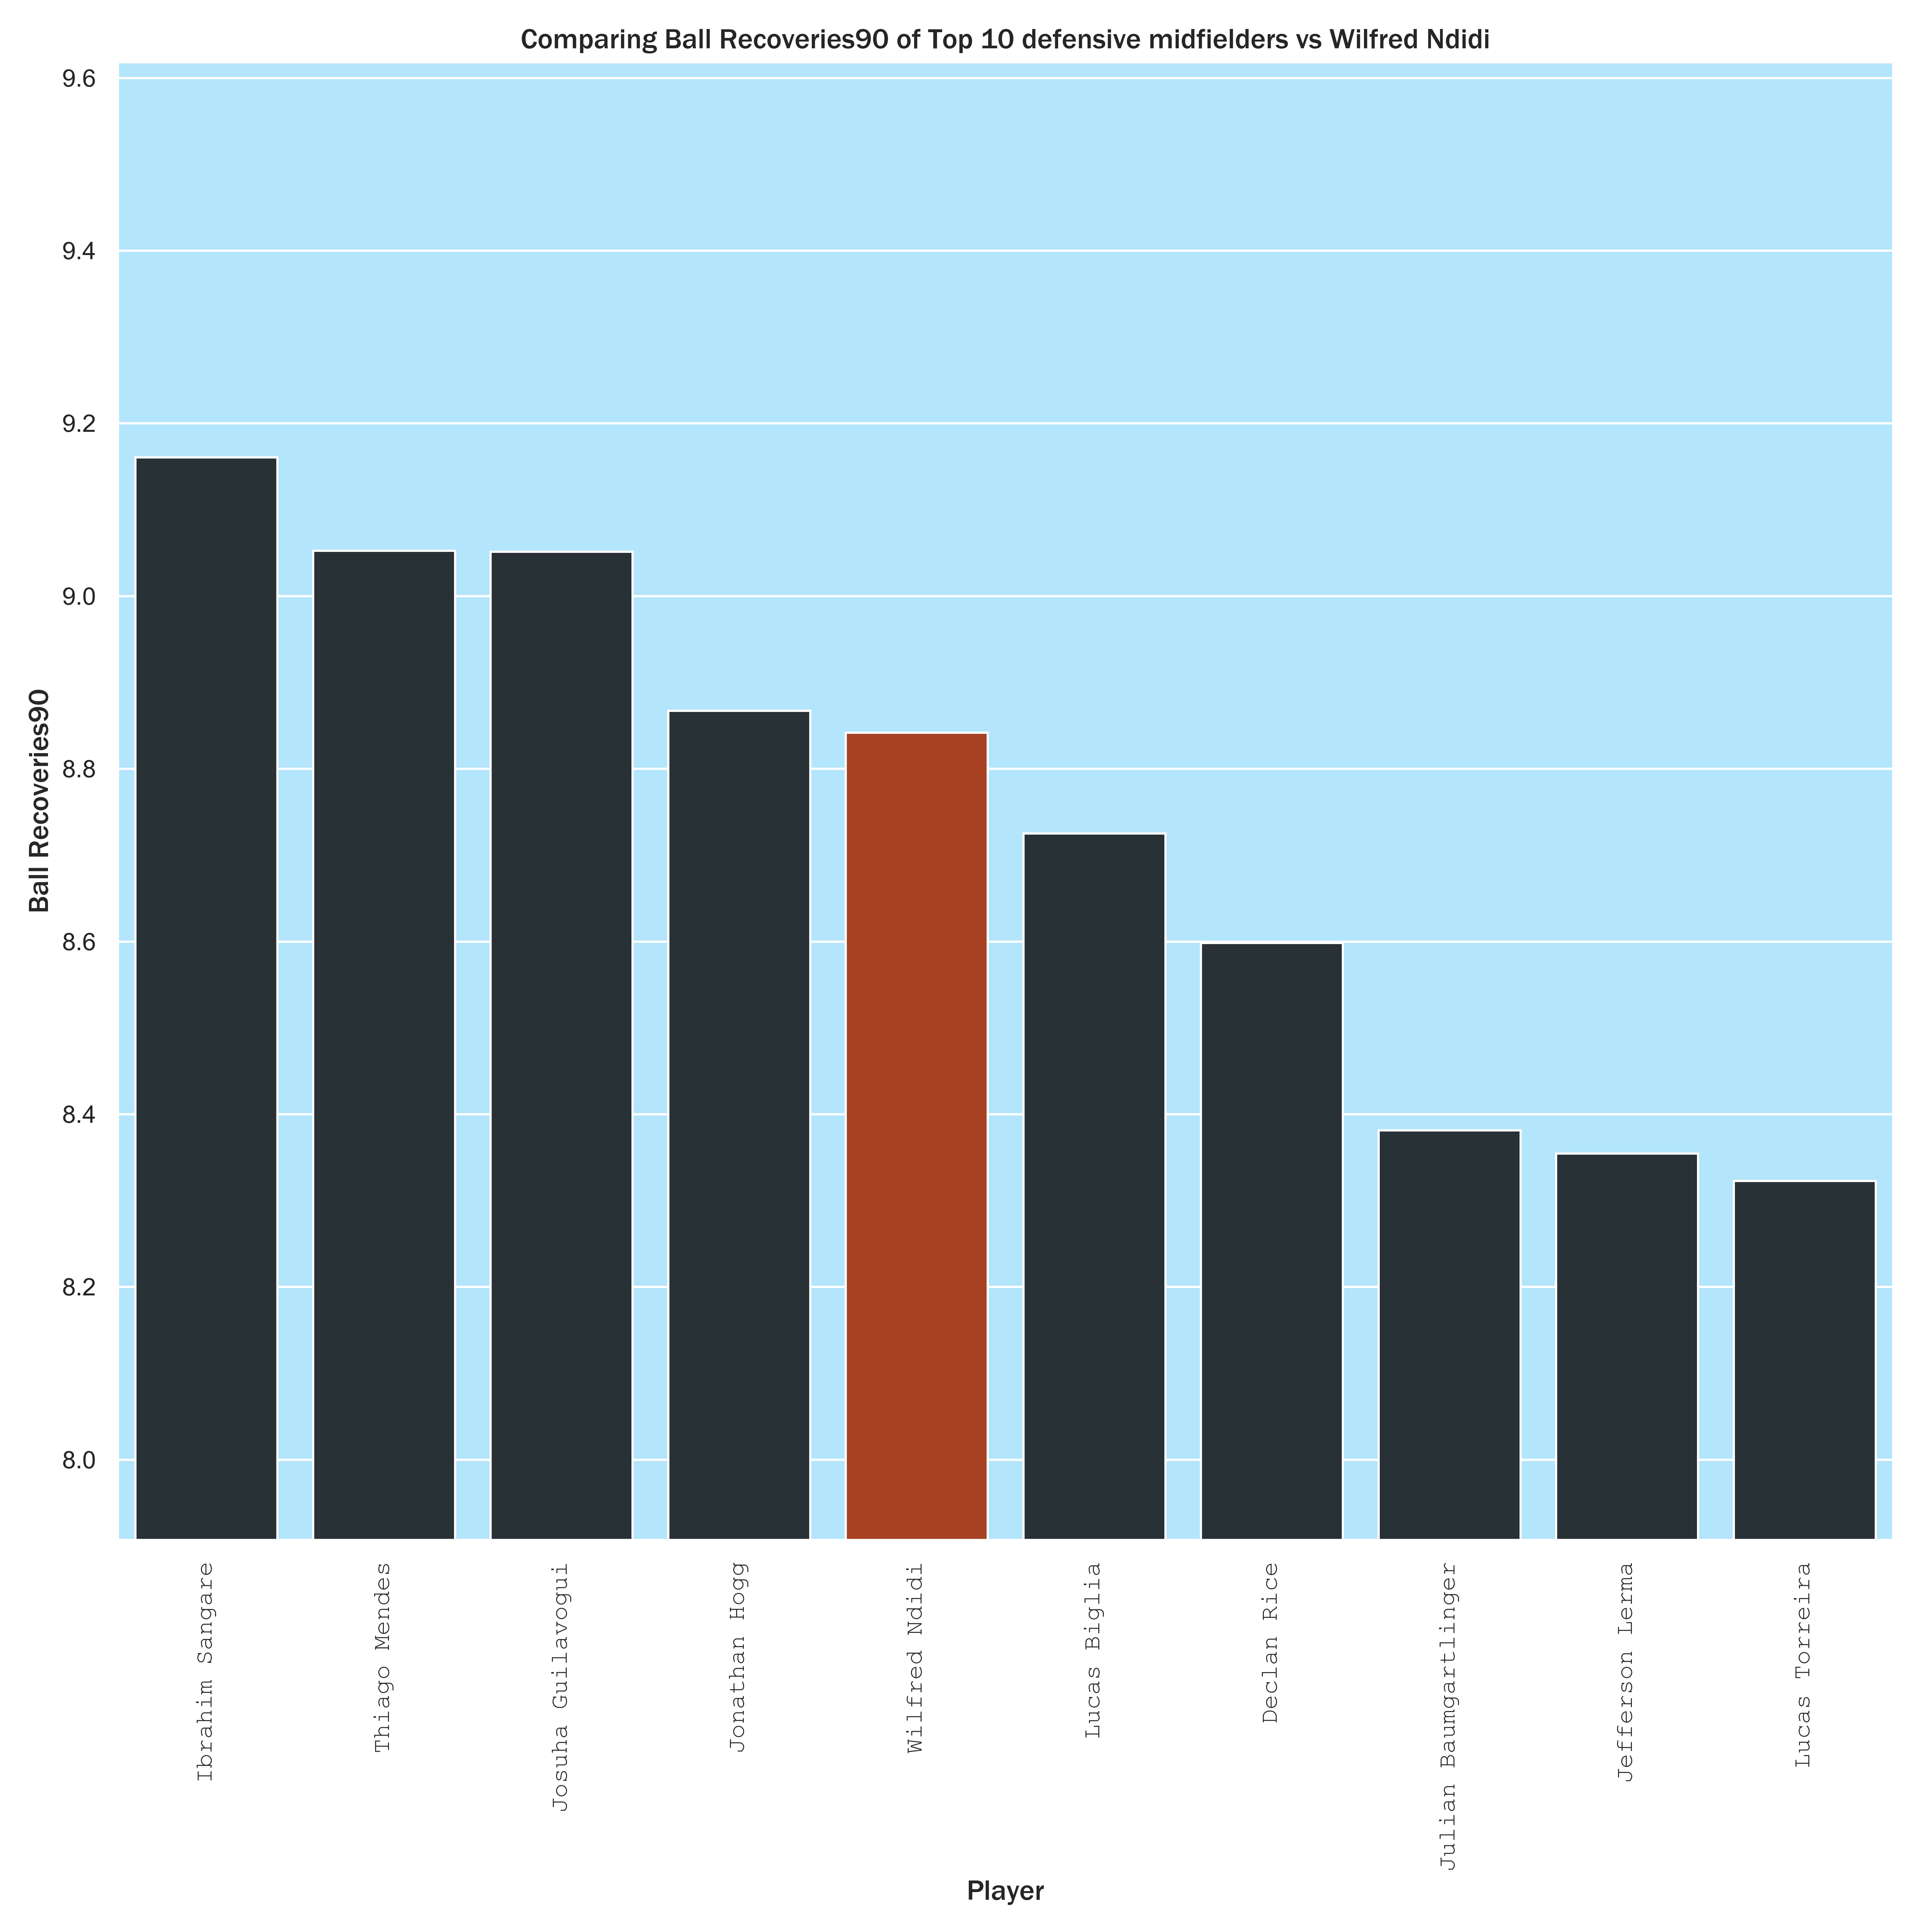 Comparing Ball Recoveries90 of Top 10 defensive midfielders vs Wilfred Ndidi
9.6
9.4
9.2
9.0
8.8
8.6
8.4
8.2
8.0
Ball Recoveries90
Ibrahim Sangare
Thiago Mendes
Josuha Guilavogui
Jonathan Hogg
Wilfred Ndidi
Lucas Biglia
Declan Rice
Julian Baumgartlinger
Jefferson Lerma
Lucas Torreira
Player